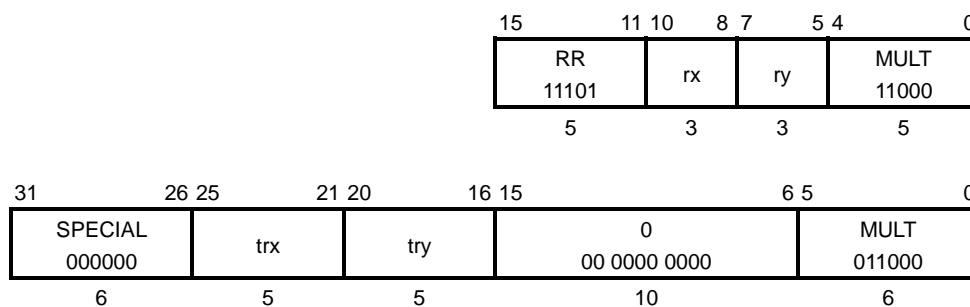 15 11 10 8 7 5 4 0
RR rx ry MULT
11101 11000
5 3 3 5
31 26 25 21 20 16 15 6 5 0
SPECIAL trx try 0 MULT
000000 00 0000 0000 011000
6 5 5 10 6